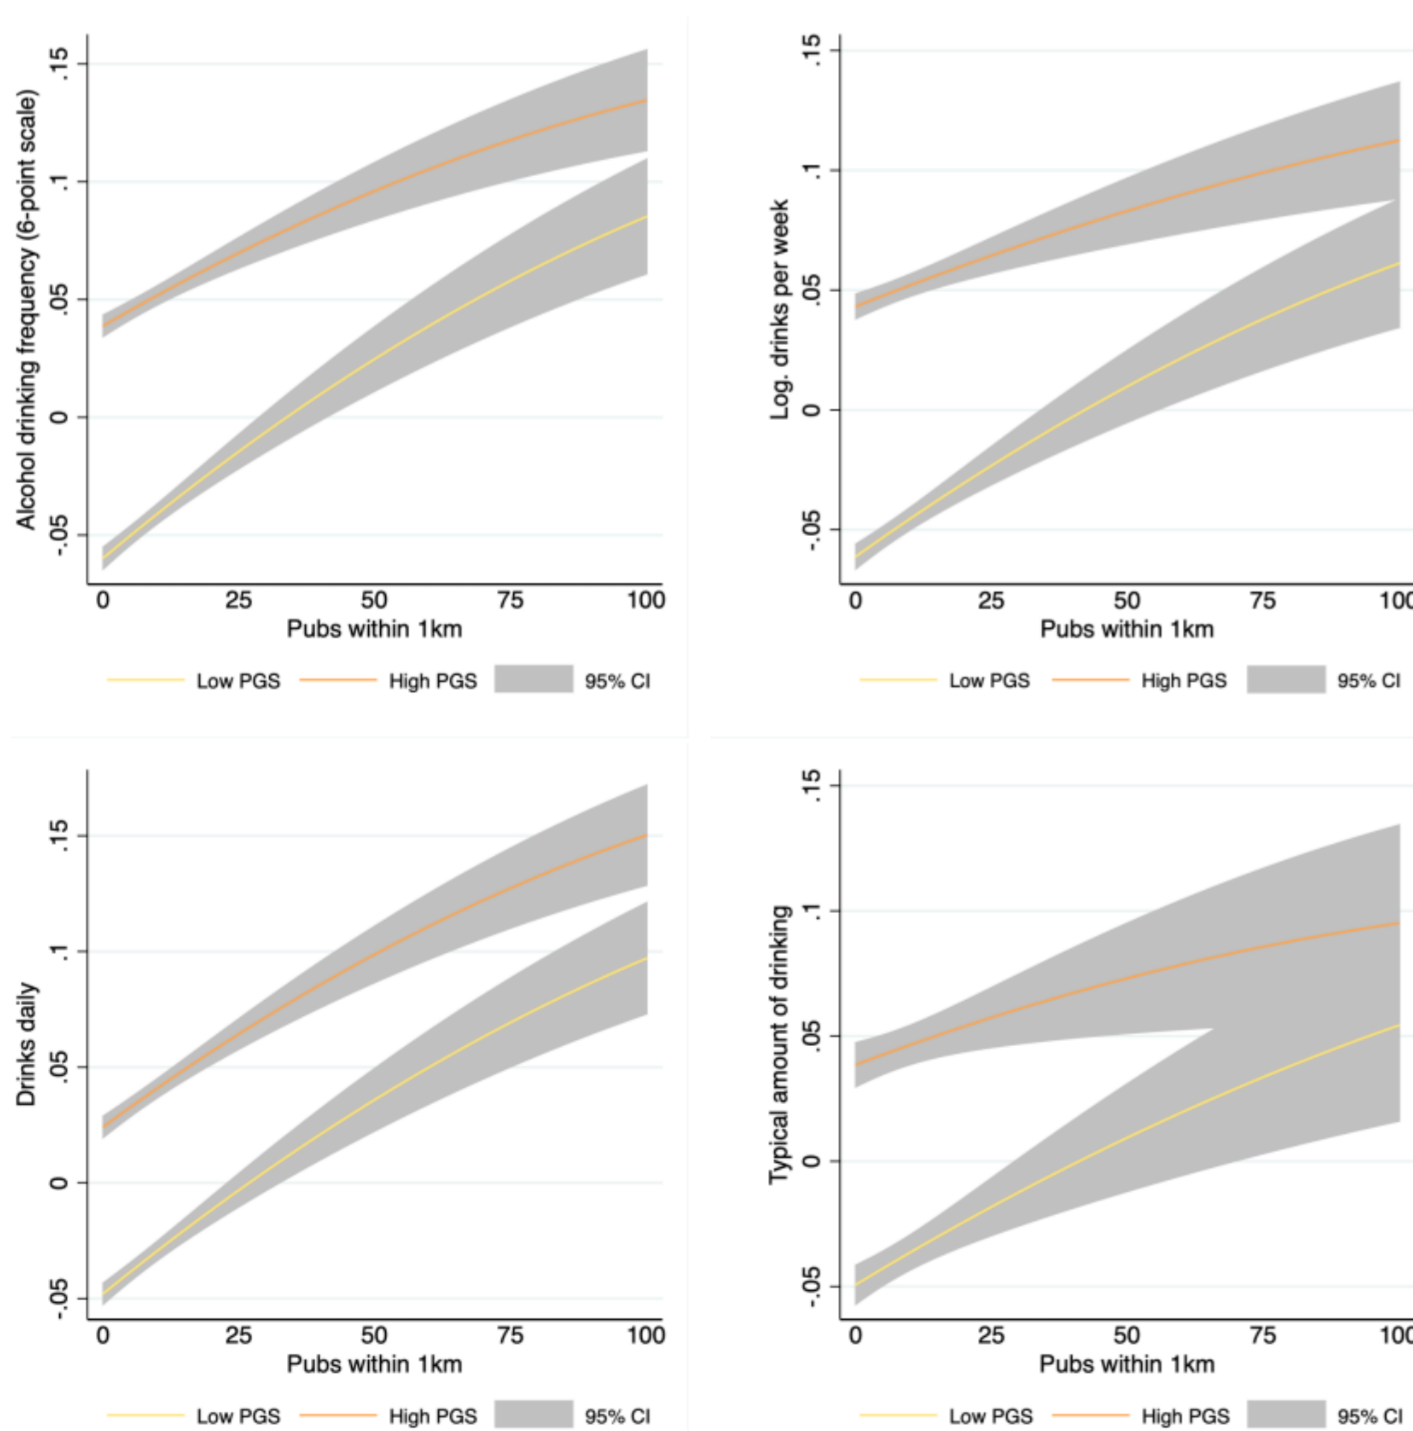 Alcohol drinking frequency (6-point scale)
.15
.1
.05
0
-.05
0 25 50 75 100
Pubs within 1km
Low PGS High PGS 95% CI
Log. drinks per week
.15
.1
.05
0
-.05
0 25 50 75 100
Pubs within 1km
Low PGS High PGS 95% CI
Drinks daily
.15
.1
.05
0
-.05
0 25 50 75 100
Pubs within 1km
Low PGS High PGS 95% CI
Typical amount of drinking
.15
.1
.05
0
-.05
0 25 50 75 100
Pubs within 1km
Low PGS High PGS 95% CI